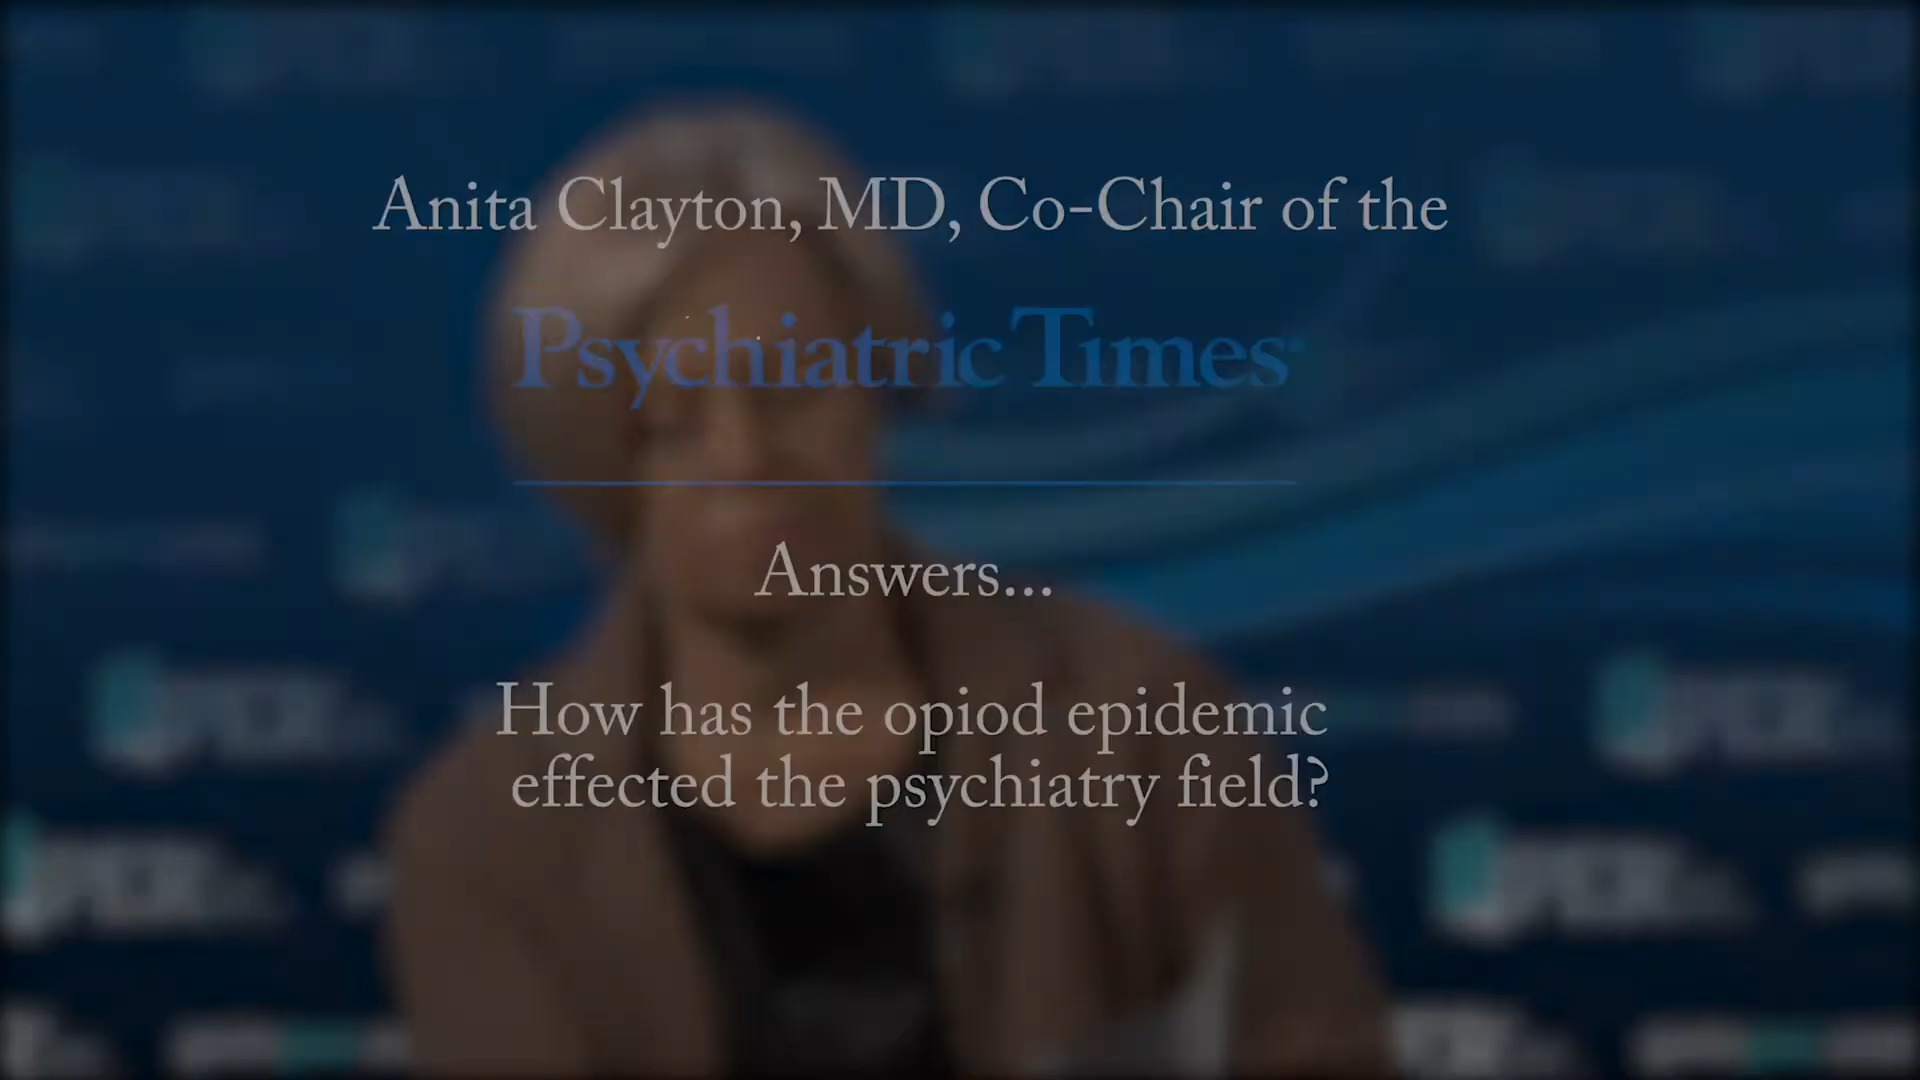 Anita Clayton, MD, Co-Chair of the
Psychiatric Times
Answers...
How has the opiod epidemic
effected the psychiatry field?